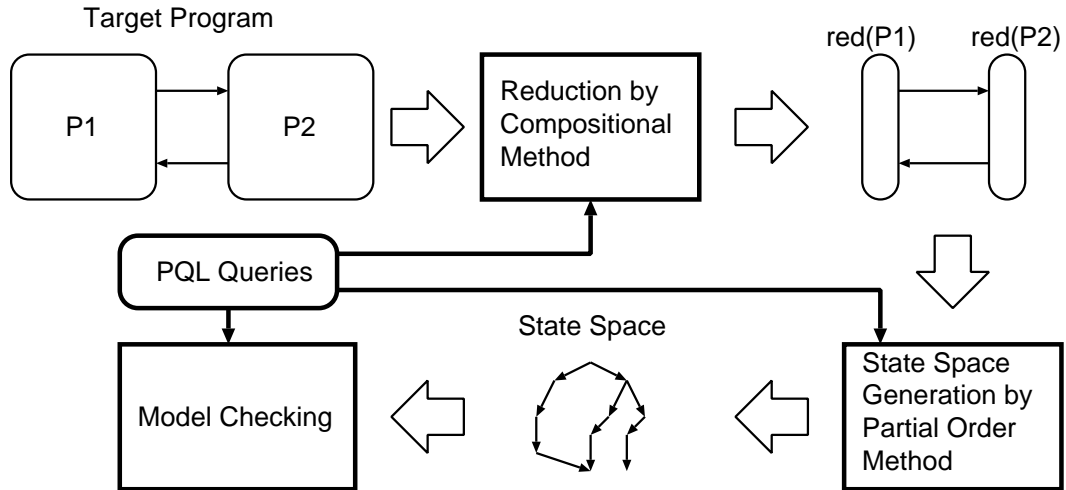 Target Program
P1
P2
Reduction by
Compositional
Method
red(P1)
red(P2)
PQL Queries
State Space
Model Checking
State Space
Generation by
Partial Order
Method